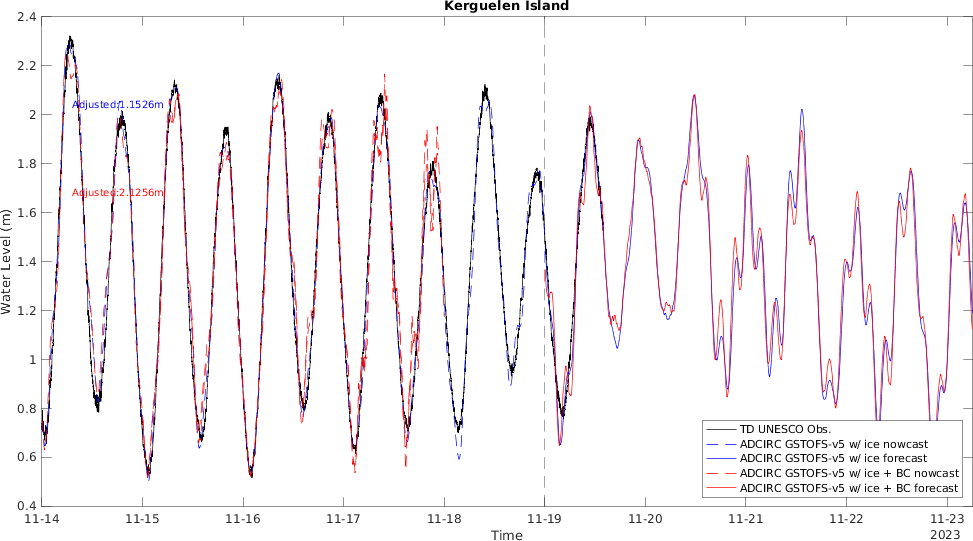 Kerguelen Island
2.4
2.2
2
1.8
1.6
1.4
1.2
1
0.8
0.6
0.4
Water Level (m)
Adjusted:1.1526m
Adjusted:2.1256m
TD UNESCO Obs.
ADCIRC GSTOFS-v5 w/ ice nowcast
ADCIRC GSTOFS-v5 w/ ice forecast
ADCIRC GSTOFS-v5 w/ ice + BC nowcast
ADCIRC GSTOFS-v5 w/ ice + BC forecast
11-14 11-15 11-16 11-17 11-18 11-19 11-20 11-21 11-22 11-23
2023
Time